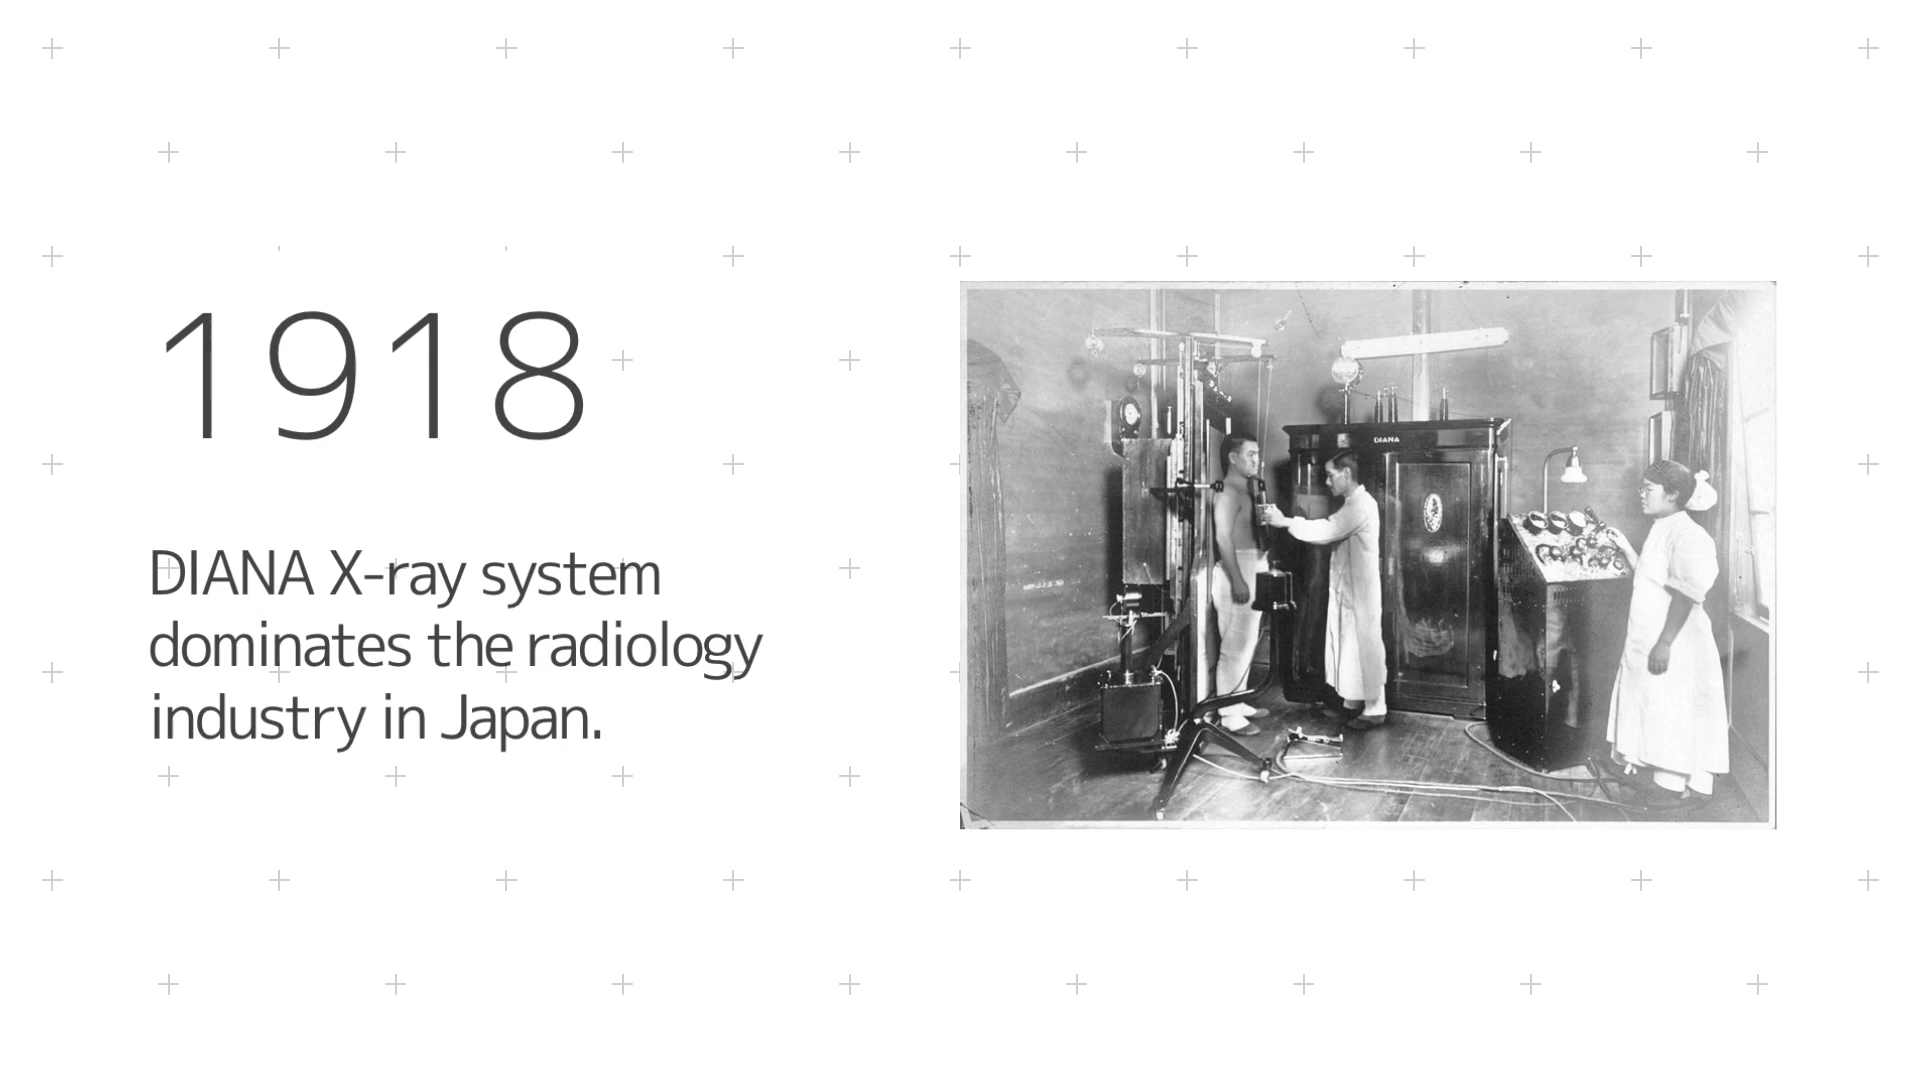 1918
DIANA X-ray system
dominates the radiology
industry in Japan.
DIANA